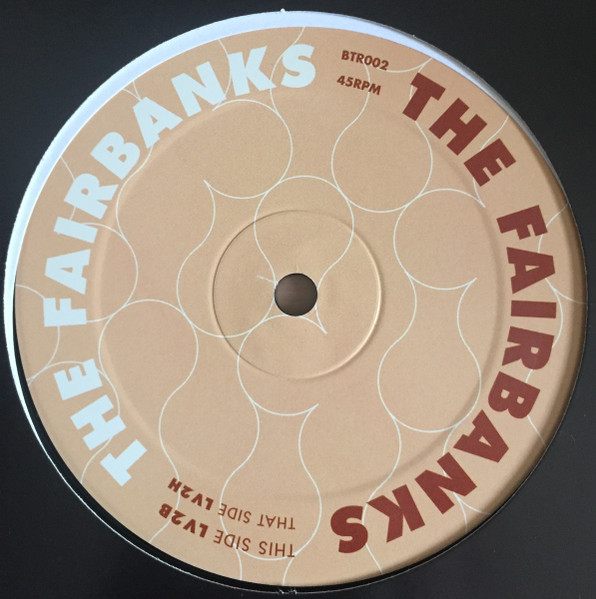 THE FAIRBANKS
BTR002
45RPM
THE FAIRBANKS
THIS SIDE LV2B
THAT SIDE LV2H